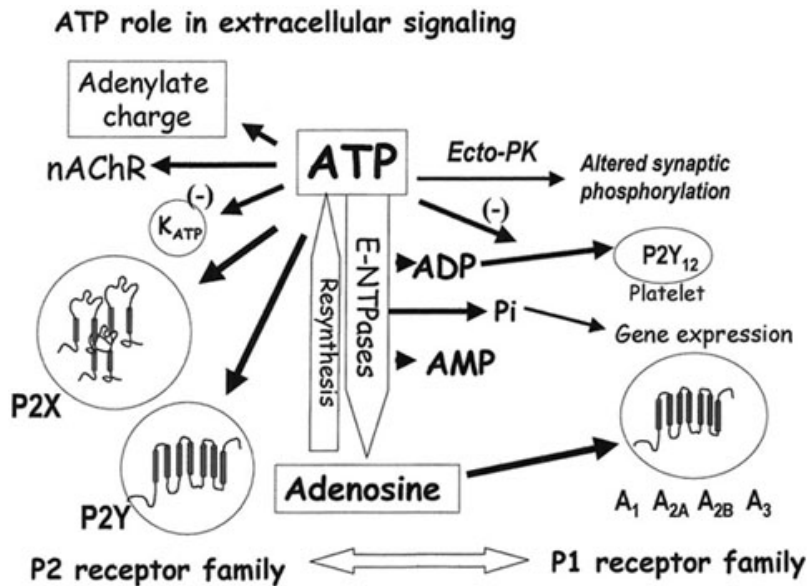 ATP role in extracellular signaling
Adenylate
charge
ATP
nAChR
Ecto-PK
Altered synaptic
phosphorylation
(-)
K_ATP
(-)
E-NTPases
Resynthesis
ADP
P2Y₁₂
Platelet
Pi
Gene expression
AMP
P2X
P2Y
Adenosine
A₁ A₂A A₂B A₃
P2 receptor family
P1 receptor family